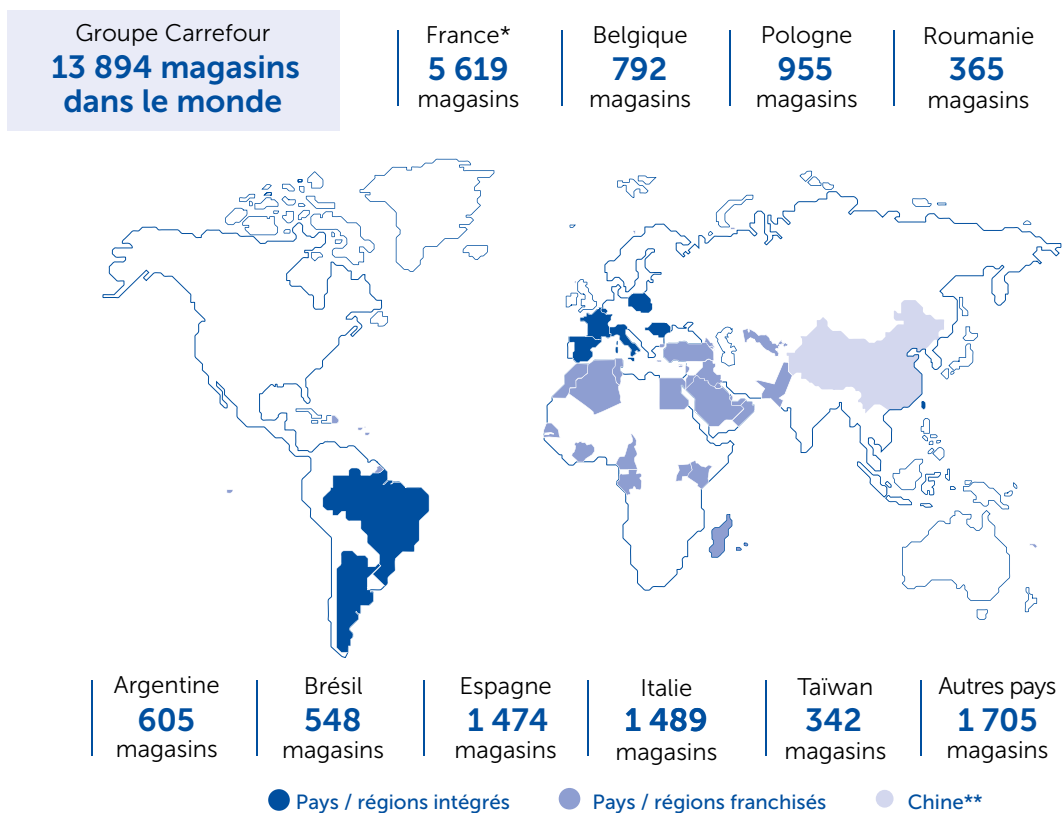 Groupe Carrefour
13 894 magasins
dans le monde
France*
5 619
magasins
Belgique
792
magasins
Pologne
955
magasins
Roumanie
365
magasins
Argentine
605
magasins
Brésil
548
magasins
Espagne
1 474
magasins
Italie
1 489
magasins
Taïwan
342
magasins
Autres pays
1 705
magasins
Pays / régions intégrés
Pays / régions franchisés
Chine**